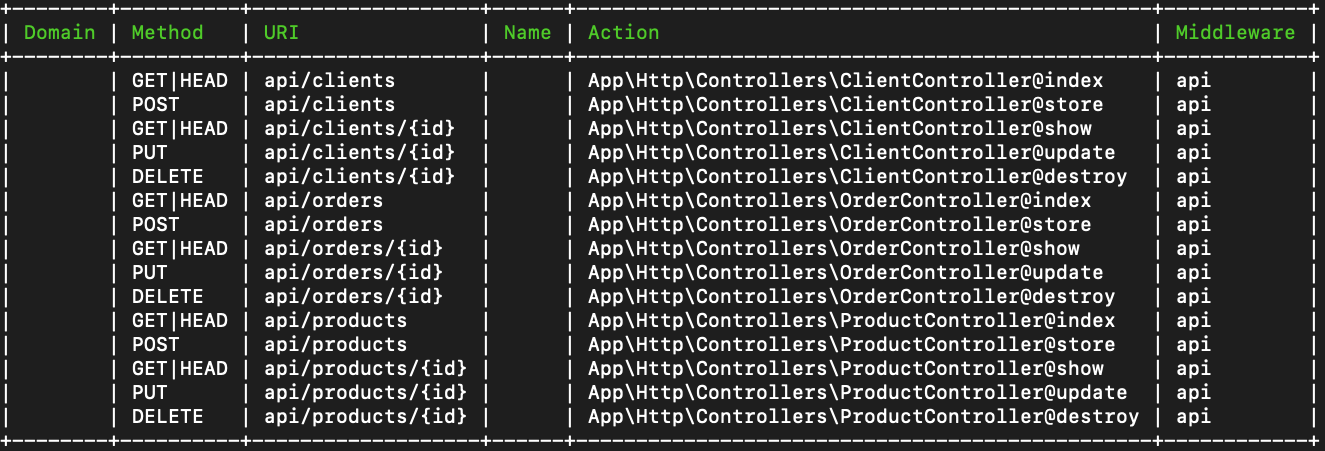 +--------+----------+-------------------+------+------------------------------------------------+------------+
| Domain | Method   | URI               | Name | Action                                         | Middleware |
+--------+----------+-------------------+------+------------------------------------------------+------------+
|        | GET|HEAD | api/clients       |      | App\Http\Controllers\ClientController@index    | api        |
|        | POST     | api/clients       |      | App\Http\Controllers\ClientController@store    | api        |
|        | GET|HEAD | api/clients/{id}  |      | App\Http\Controllers\ClientController@show     | api        |
|        | PUT      | api/clients/{id}  |      | App\Http\Controllers\ClientController@update   | api        |
|        | DELETE   | api/clients/{id}  |      | App\Http\Controllers\ClientController@destroy  | api        |
|        | GET|HEAD | api/orders        |      | App\Http\Controllers\OrderController@index     | api        |
|        | POST     | api/orders        |      | App\Http\Controllers\OrderController@store     | api        |
|        | GET|HEAD | api/orders/{id}   |      | App\Http\Controllers\OrderController@show      | api        |
|        | PUT      | api/orders/{id}   |      | App\Http\Controllers\OrderController@update    | api        |
|        | DELETE   | api/orders/{id}   |      | App\Http\Controllers\OrderController@destroy   | api        |
|        | GET|HEAD | api/products      |      | App\Http\Controllers\ProductController@index   | api        |
|        | POST     | api/products      |      | App\Http\Controllers\ProductController@store   | api        |
|        | GET|HEAD | api/products/{id} |      | App\Http\Controllers\ProductController@show    | api        |
|        | PUT      | api/products/{id} |      | App\Http\Controllers\ProductController@update  | api        |
|        | DELETE   | api/products/{id} |      | App\Http\Controllers\ProductController@destroy | api        |
+--------+----------+-------------------+------+------------------------------------------------+------------+